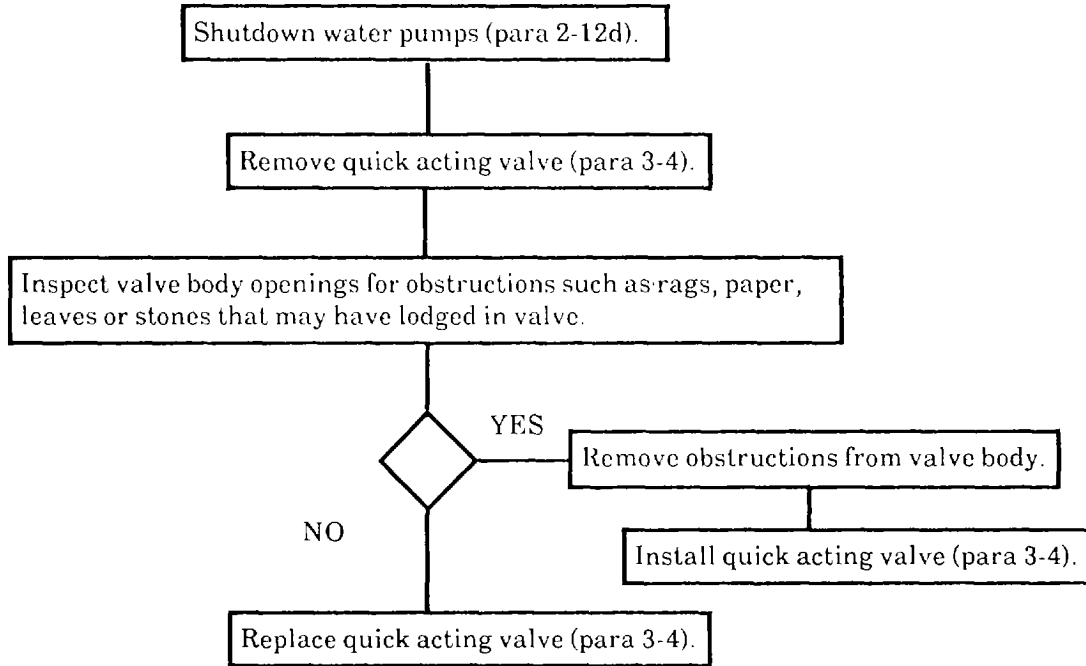 Shutdown water pumps (para 2-12d).
Remove quick acting valve (para 3-4).
Inspect valve body openings for obstructions such as rags, paper,
leaves or stones that may have lodged in valve.
YES
Remove obstructions from valve body.
NO
Install quick acting valve (para 3-4).
Replace quick acting valve (para 3-4).